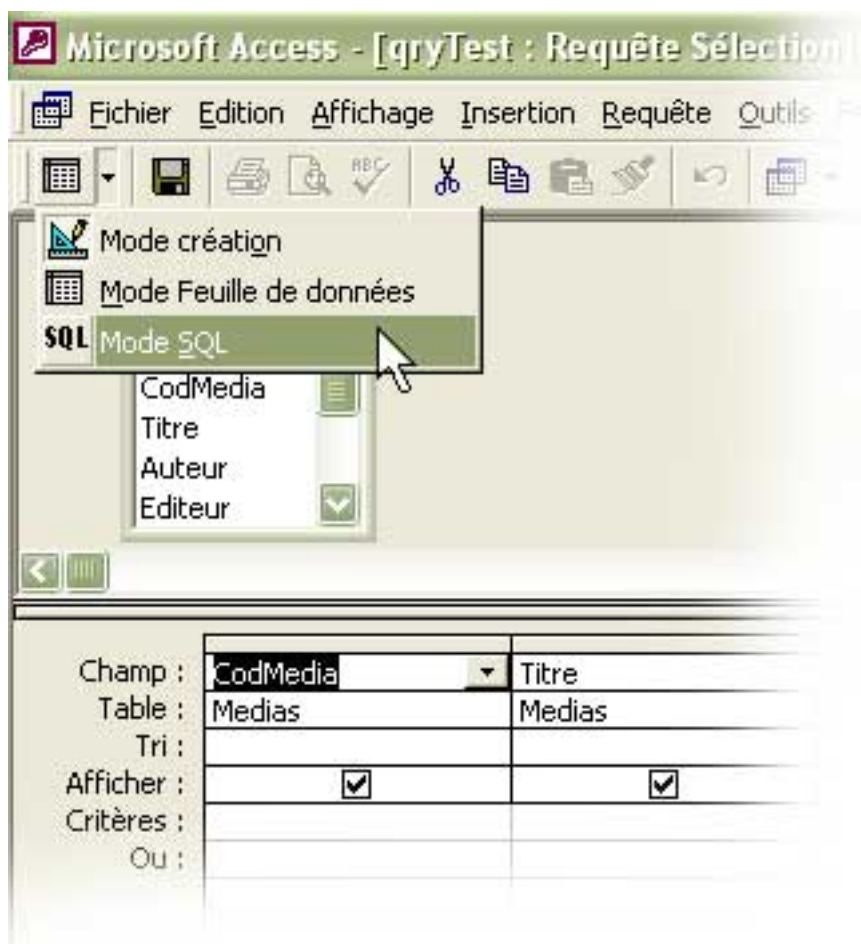 Microsoft Access - [qryTest : Requête Sélection]
Fichier Edition Affichage Insertion Requête Outils
ABC
Mode création
Mode Feuille de données
SQL Mode SQL
CodMedia
Titre
Auteur
Editeur
Champ : CodMedia Titre
Table : Medias Medias
Tri :
Afficher :
Critères :
Ou :